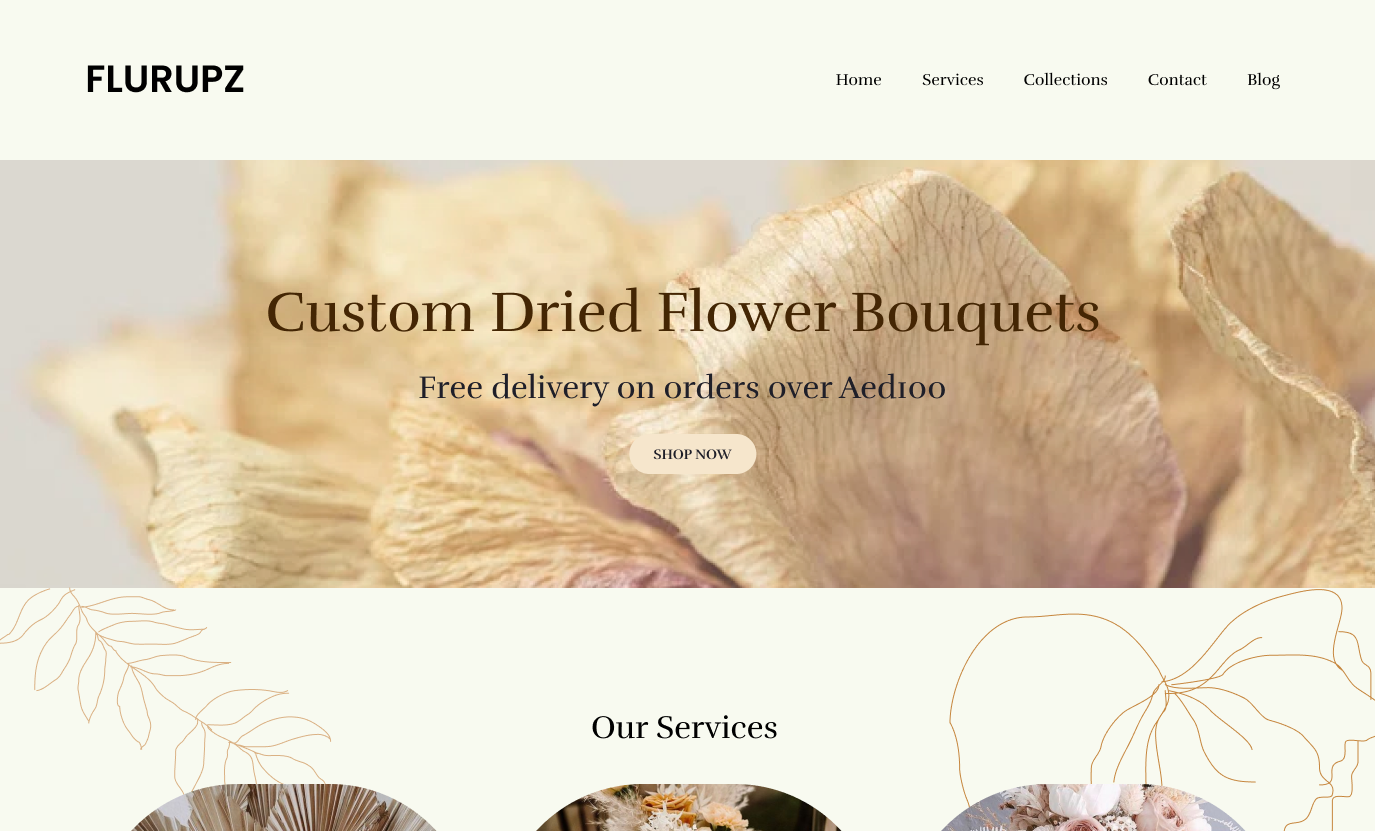 FLURUPZ
Home Services Collections Contact Blog
Custom Dried Flower Bouquets
Free delivery on orders over Aed100
SHOP NOW
Our Services